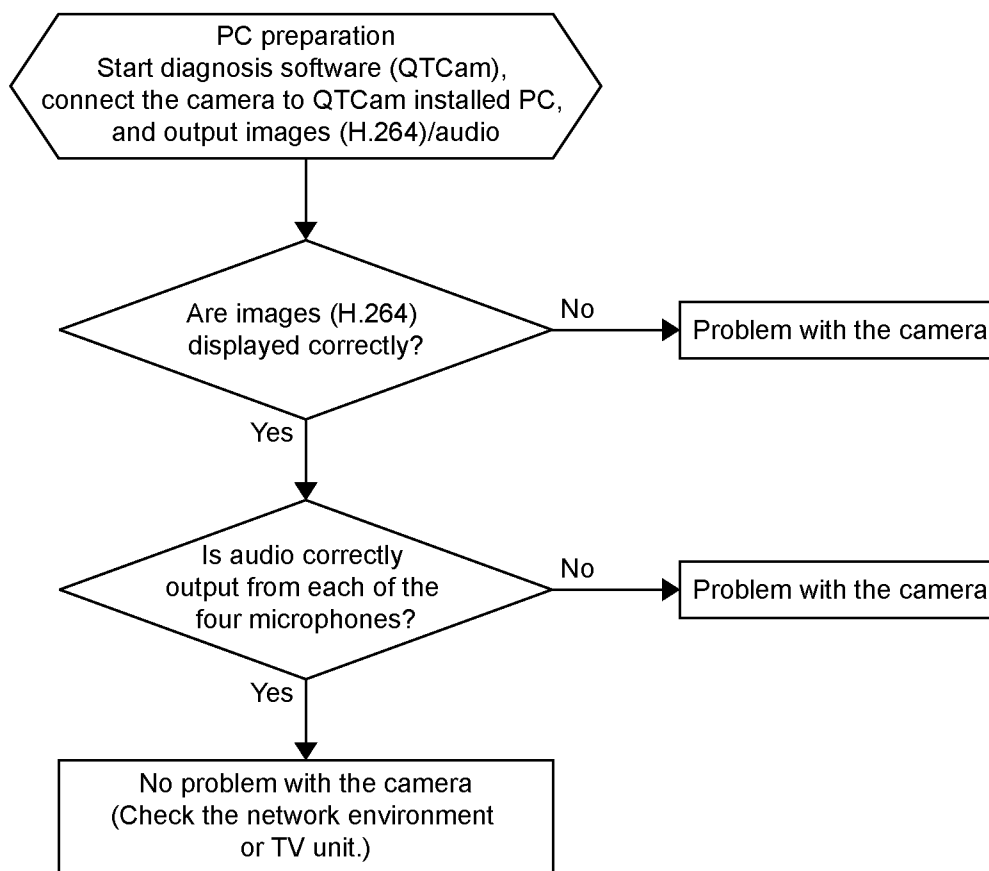 PC preparation
Start diagnosis software (QTCam),
connect the camera to QTCam installed PC,
and output images (H.264)/audio
Are images (H.264)
displayed correctly?
No
Problem with the camera
Yes
Is audio correctly
output from each of the
four microphones?
No
Problem with the camera
Yes
No problem with the camera
(Check the network environment
or TV unit.)